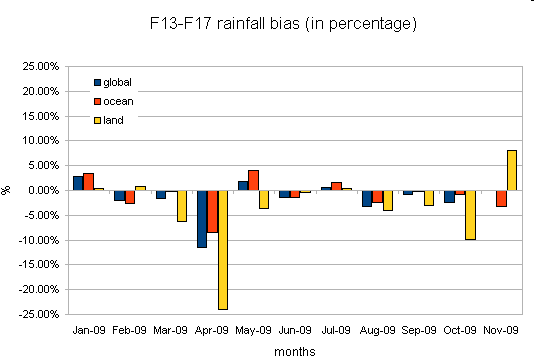 F13-F17 rainfall bias (in percentage)
25.00%
20.00%
15.00%
10.00%
5.00%
0.00%
-5.00%
-10.00%
-15.00%
-20.00%
-25.00%
%
global
ocean
land
Jan-09 Feb-09 Mar-09 Apr-09 May-09 Jun-09 Jul-09 Aug-09 Sep-09 Oct-09 Nov-09
months